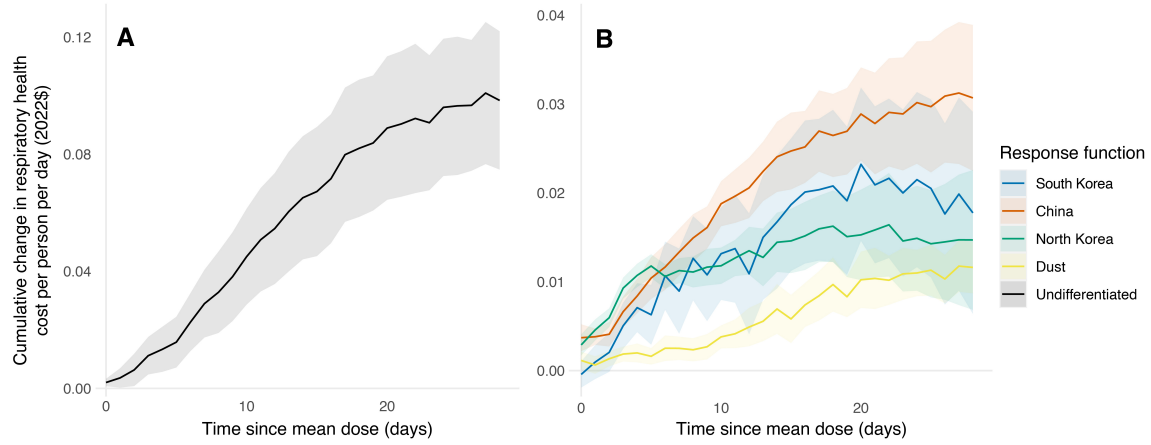 A
Cumulative change in respiratory health
cost per person per day (2022$)
0.12
0.08
0.04
0.00
0
10
20
Time since mean dose (days)
B
0.04
0.03
0.02
0.01
0.00
0
10
20
Time since mean dose (days)
Response function
South Korea
China
North Korea
Dust
Undifferentiated